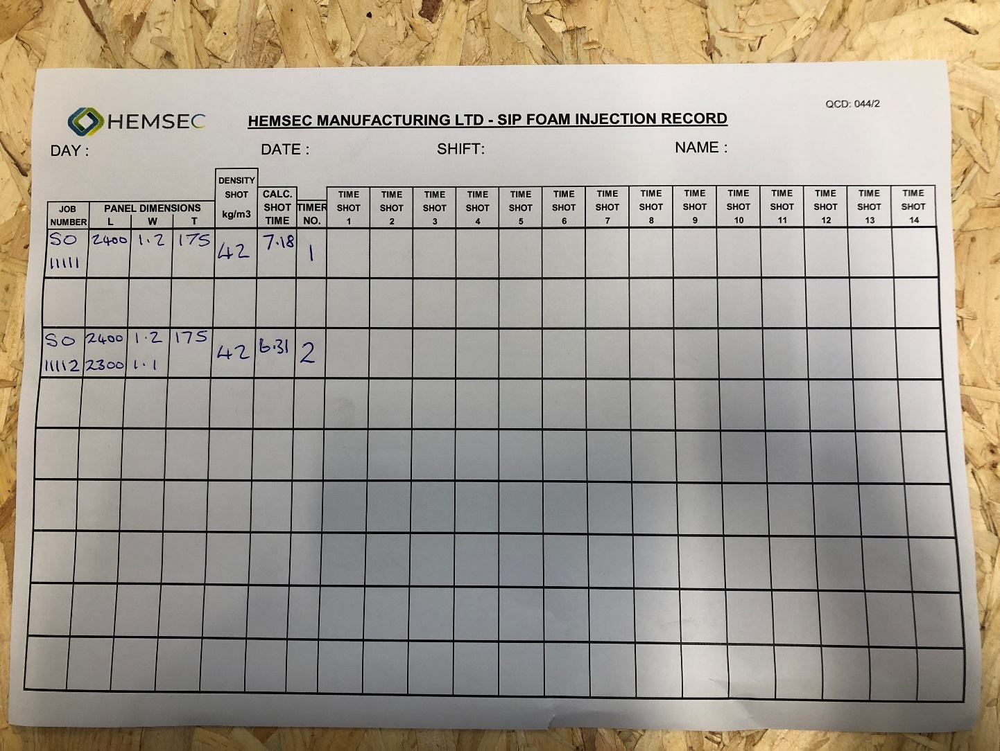 HEMSEC
HEMSEC MANUFACTURING LTD - SIP FOAM INJECTION RECORD
QCD: 044/2
DAY : DATE : SHIFT: NAME :
JOB NUMBER PANEL DIMENSIONS L W T DENSITY SHOT kg/m3 CALC. SHOT TIME TIMER NO. TIME SHOT 1 TIME SHOT 2 TIME SHOT 3 TIME SHOT 4 TIME SHOT 5 TIME SHOT 6 TIME SHOT 7 TIME SHOT 8 TIME SHOT 9 TIME SHOT 10 TIME SHOT 11 TIME SHOT 12 TIME SHOT 13 TIME SHOT 14
SO 2400 1.2 175 42 7.18 1
11111
SO 2400 1.2 175 42 6.31 2
11112 2300 1.1